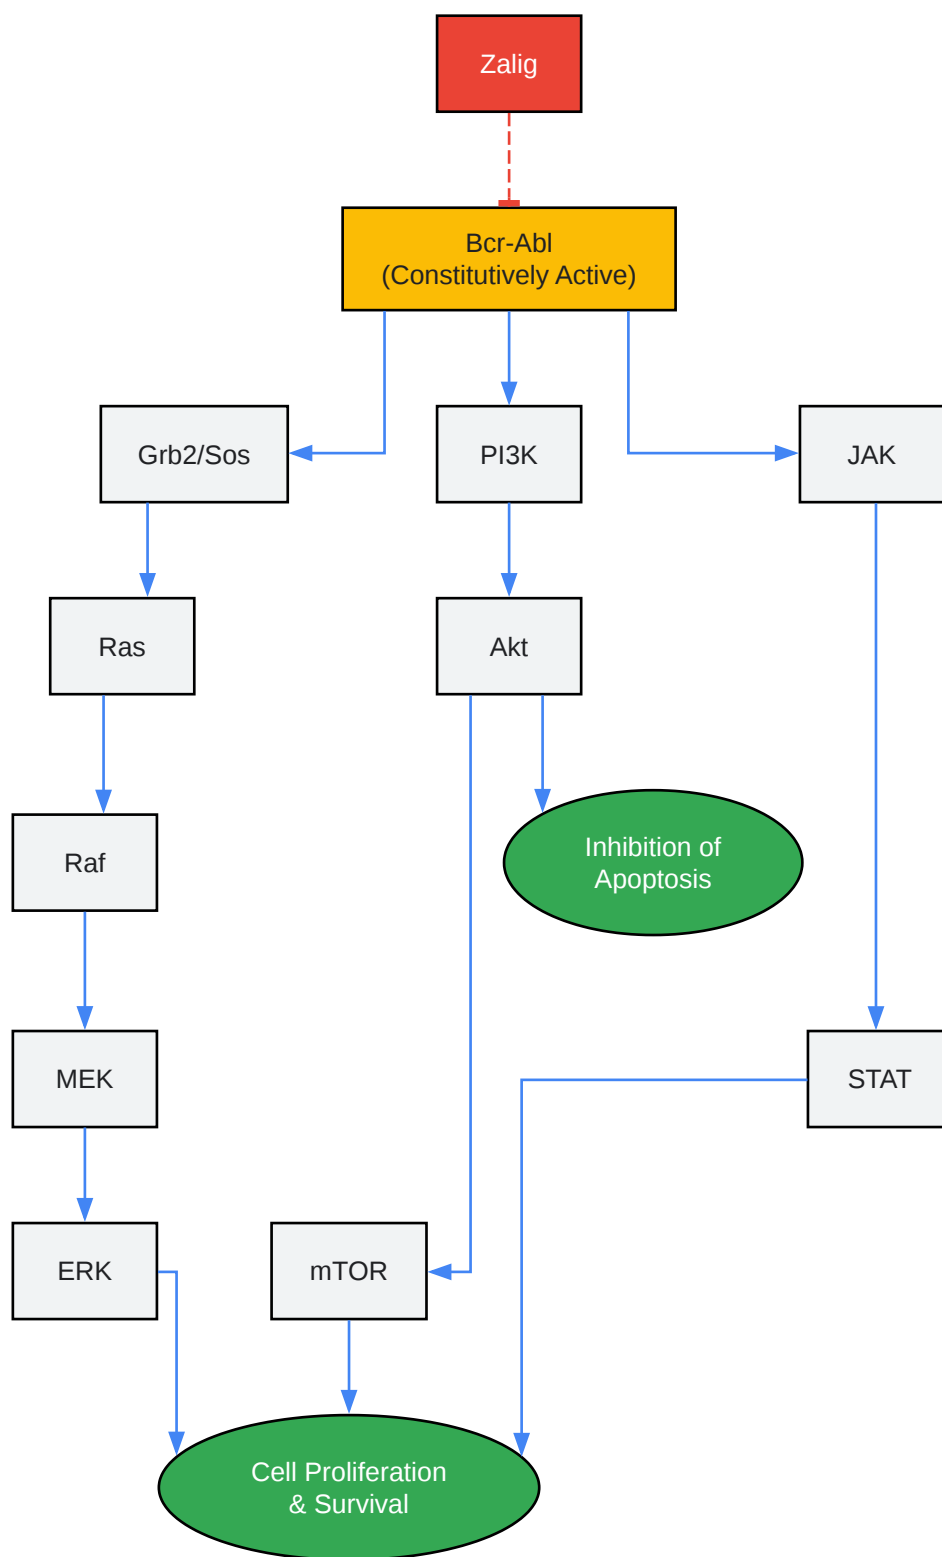 Zalig
Bcr-Abl
(Constitutively Active)
Grb2/Sos
PI3K
JAK
Ras
Akt
Raf
Inhibition of
Apoptosis
MEK
STAT
ERK
mTOR
Cell Proliferation
& Survival